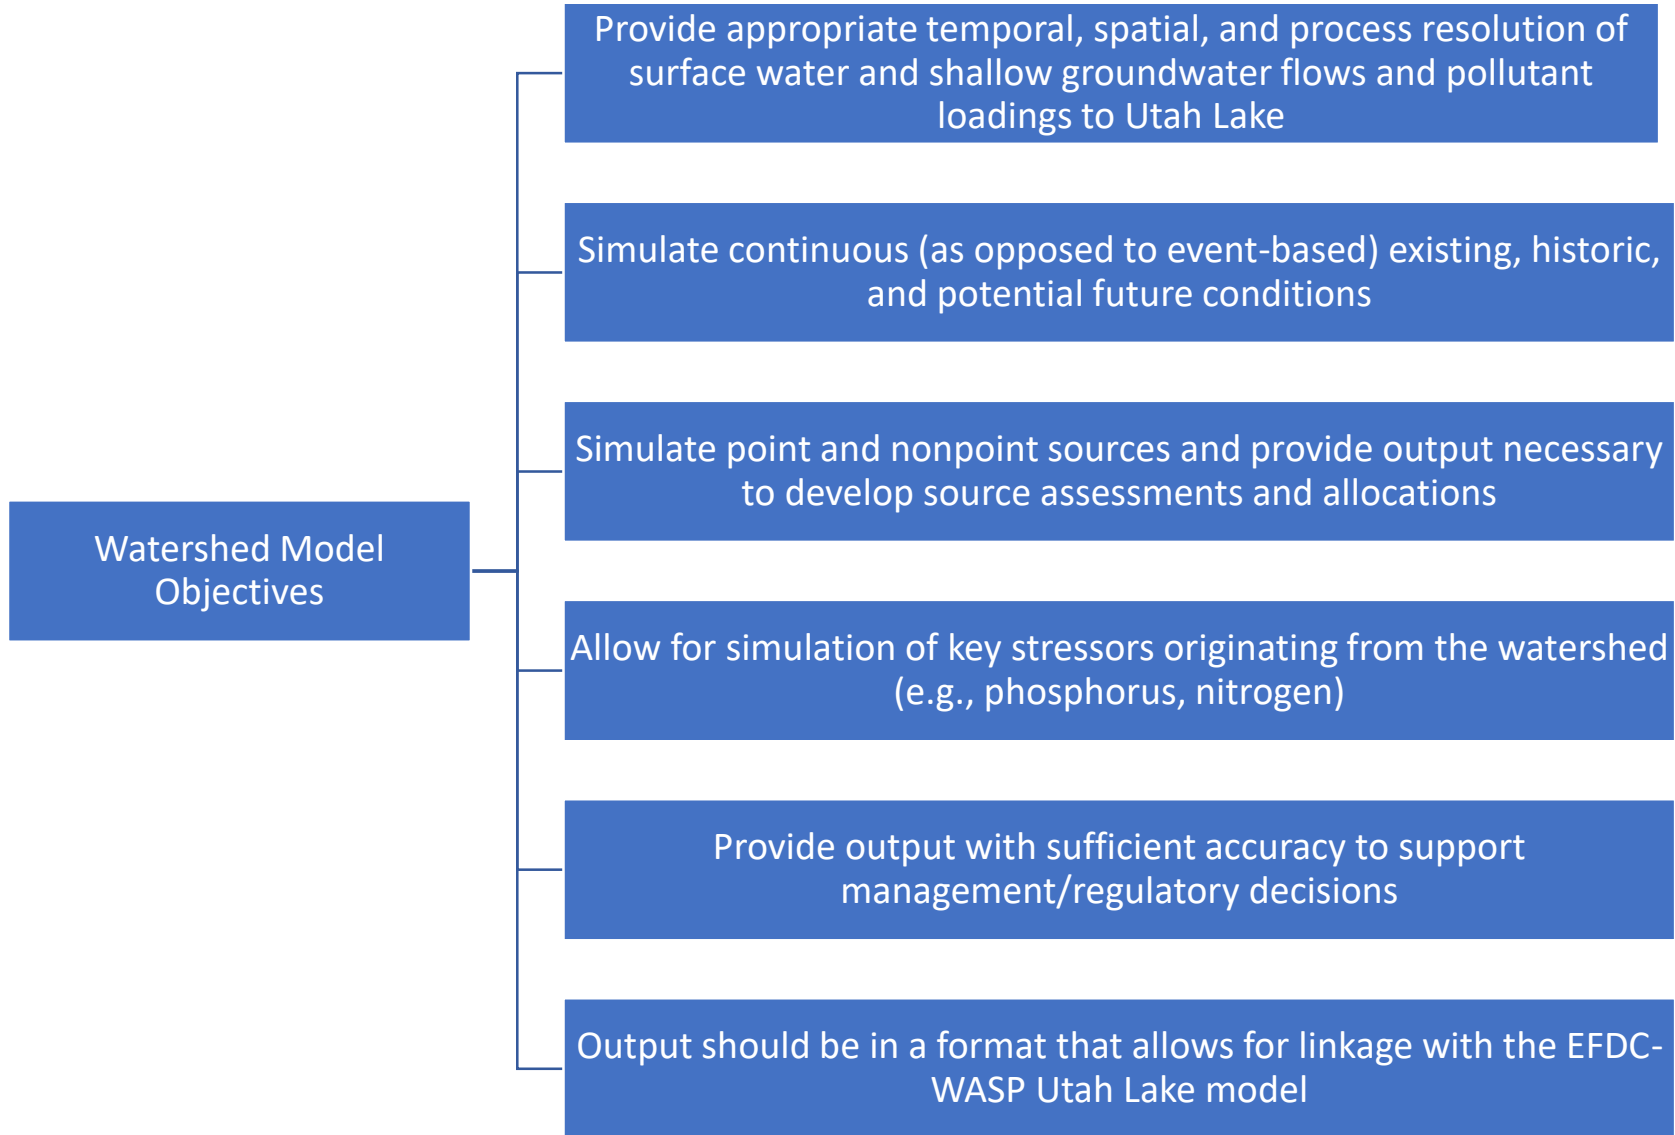 Provide appropriate temporal, spatial, and process resolution of
surface water and shallow groundwater flows and pollutant
loadings to Utah Lake
Simulate continuous (as opposed to event-based) existing, historic,
and potential future conditions
Simulate point and nonpoint sources and provide output necessary
to develop source assessments and allocations
Watershed Model
Objectives
Allow for simulation of key stressors originating from the watershed
(e.g., phosphorus, nitrogen)
Provide output with sufficient accuracy to support
management/regulatory decisions
Output should be in a format that allows for linkage with the EFDC-
WASP Utah Lake model